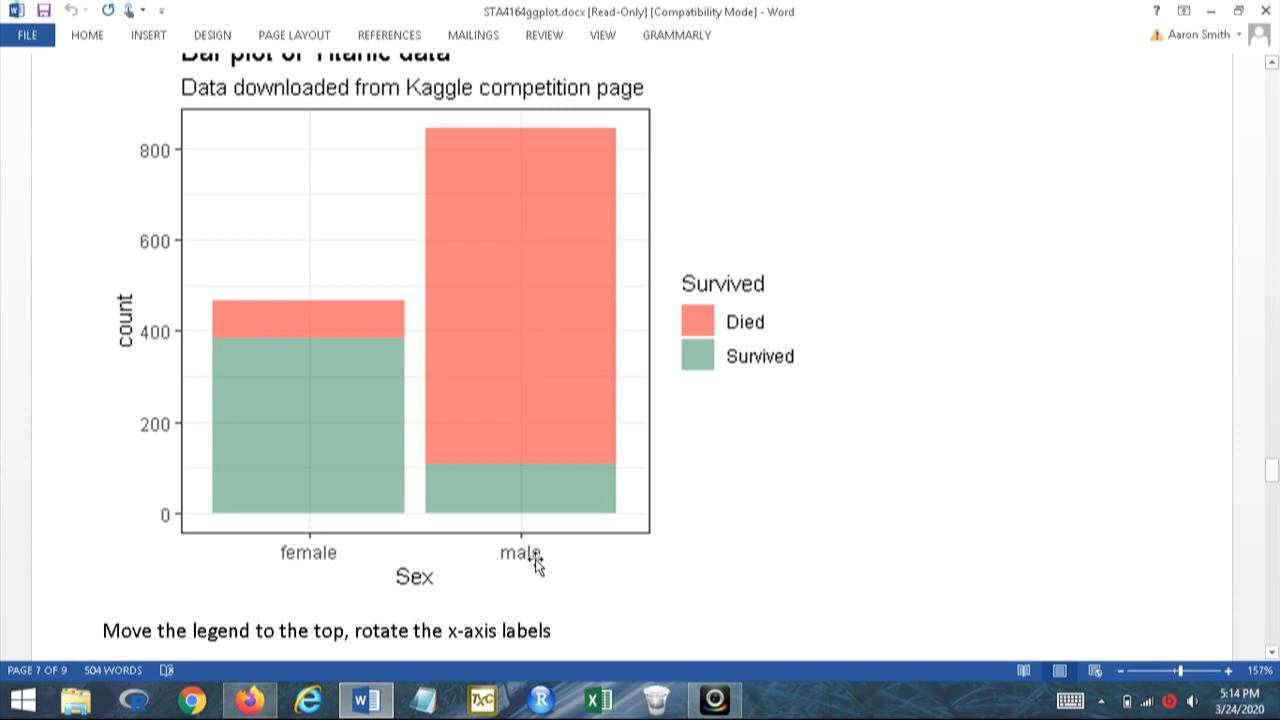 STA4164ggplot.docx [Read-Only] [Compatibility Mode] - Word
?
FILE HOME INSERT DESIGN PAGE LAYOUT REFERENCES MAILINGS REVIEW VIEW GRAMMARLY
Aaron Smith
Bar plot of Titanic data
Data downloaded from Kaggle competition page
800
600
400
200
0
count
female male
Sex
Survived
Died
Survived
Move the legend to the top, rotate the x-axis labels
PAGE 7 OF 9 504 WORDS
157%
TXC
5:14 PM
3/24/2020